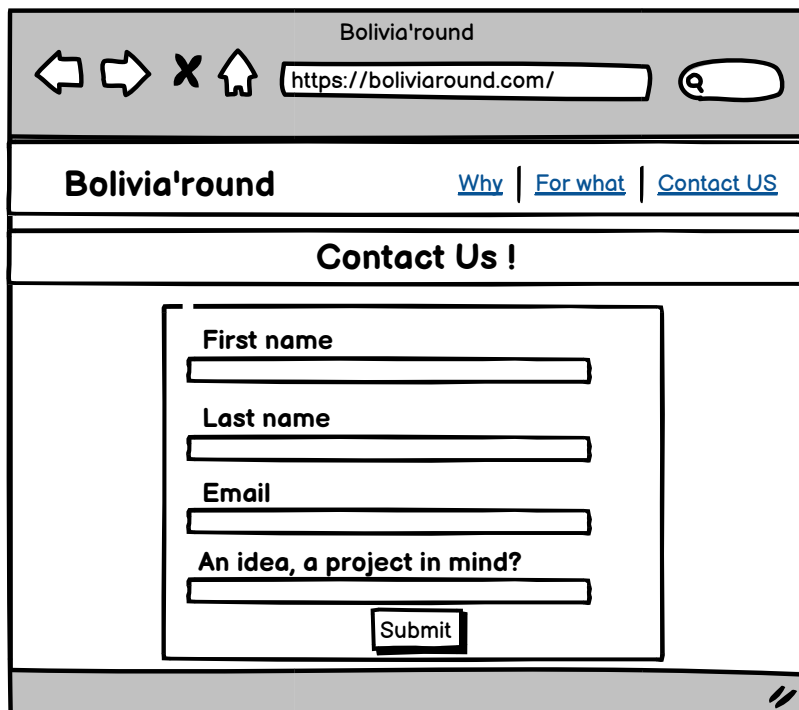 Bolivia'round
https://boliviaround.com/
Bolivia'round
Why
For what
Contact US
Contact Us !
First name
Last name
Email
An idea, a project in mind?
Submit